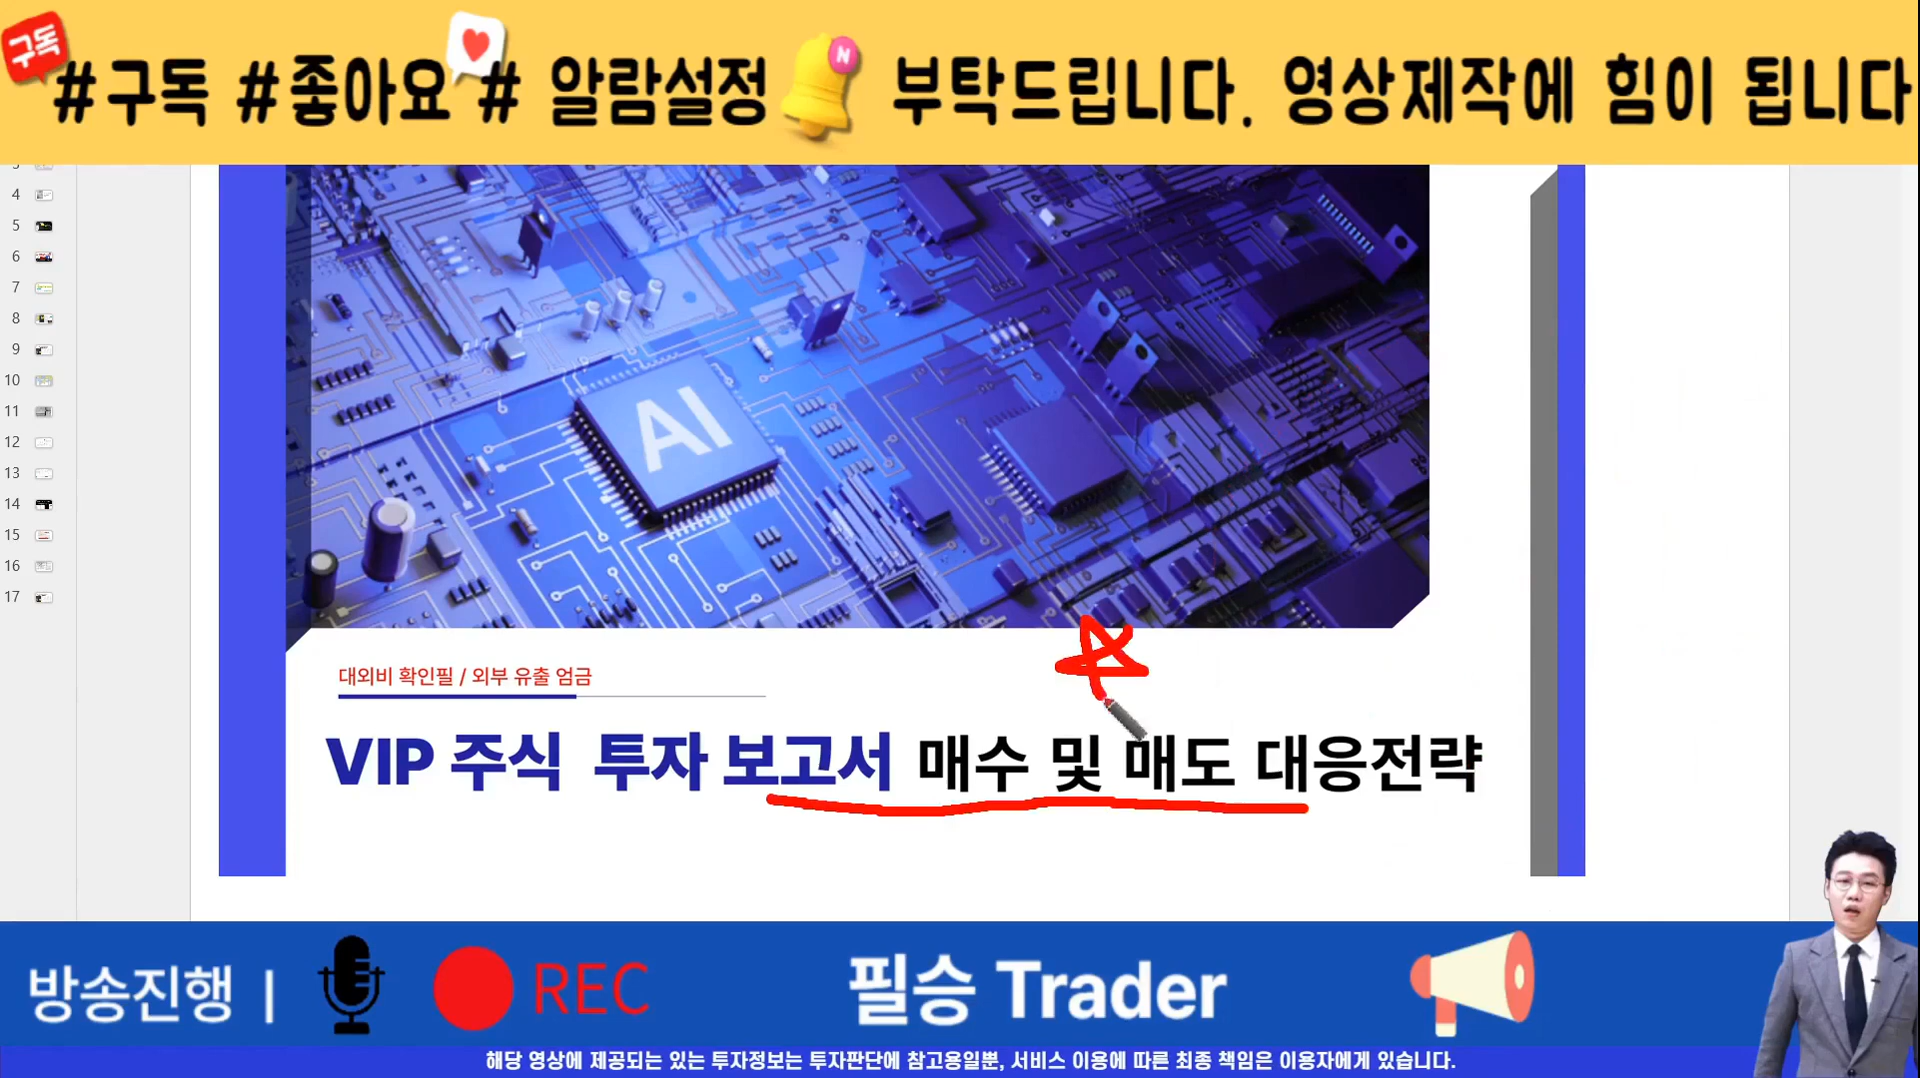 구독
#구독 #좋아요 # 알람설정 N 부탁드립니다. 영상제작에 힘이 됩니다
4
5
6
7
8
9
10
11
12
13
14
15
16
17
AI
대외비 확인필 / 외부 유출 엄금
VIP 주식 투자 보고서 매수 및 매도 대응전략
방송진행 | REC 필승 Trader
해당 영상에 제공되는 있는 투자정보는 투자판단에 참고용일뿐, 서비스 이용에 따른 최종 책임은 이용자에게 있습니다.